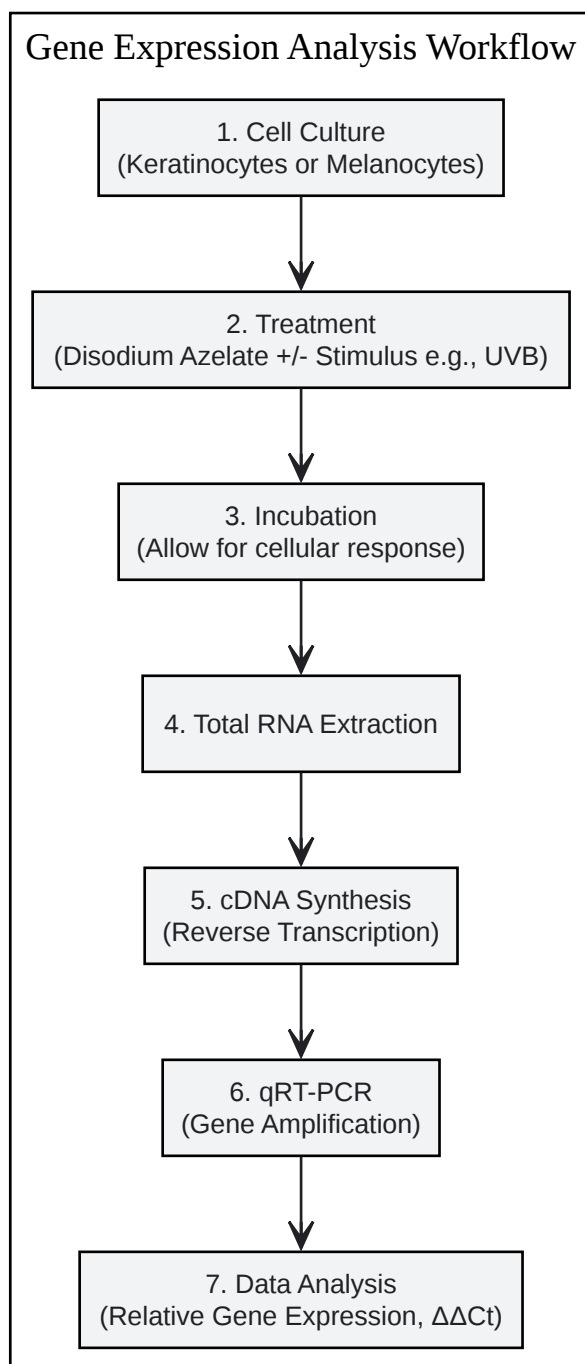 Gene Expression Analysis Workflow
1. Cell Culture
(Keratinocytes or Melanocytes)
2. Treatment
(Disodium Azelate +/- Stimulus e.g., UVB)
3. Incubation
(Allow for cellular response)
4. Total RNA Extraction
5. cDNA Synthesis
(Reverse Transcription)
6. qRT-PCR
(Gene Amplification)
7. Data Analysis
(Relative Gene Expression, ΔΔCt)